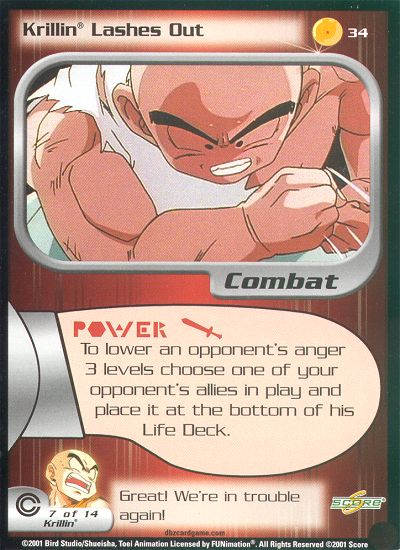 Krillin® Lashes Out
34
Combat
POWER
To lower an opponent's anger
3 levels choose one of your
opponent's allies in play and
place it at the bottom of his
Life Deck.
C
7 of 14
Krillin®
Great! We're in trouble
again!
SCORE
dbzcardgame.com
©2001 Bird Studio/Shueisha, Toei Animation Licensed by FUNimation®, All Rights Reserved ©2001 Score